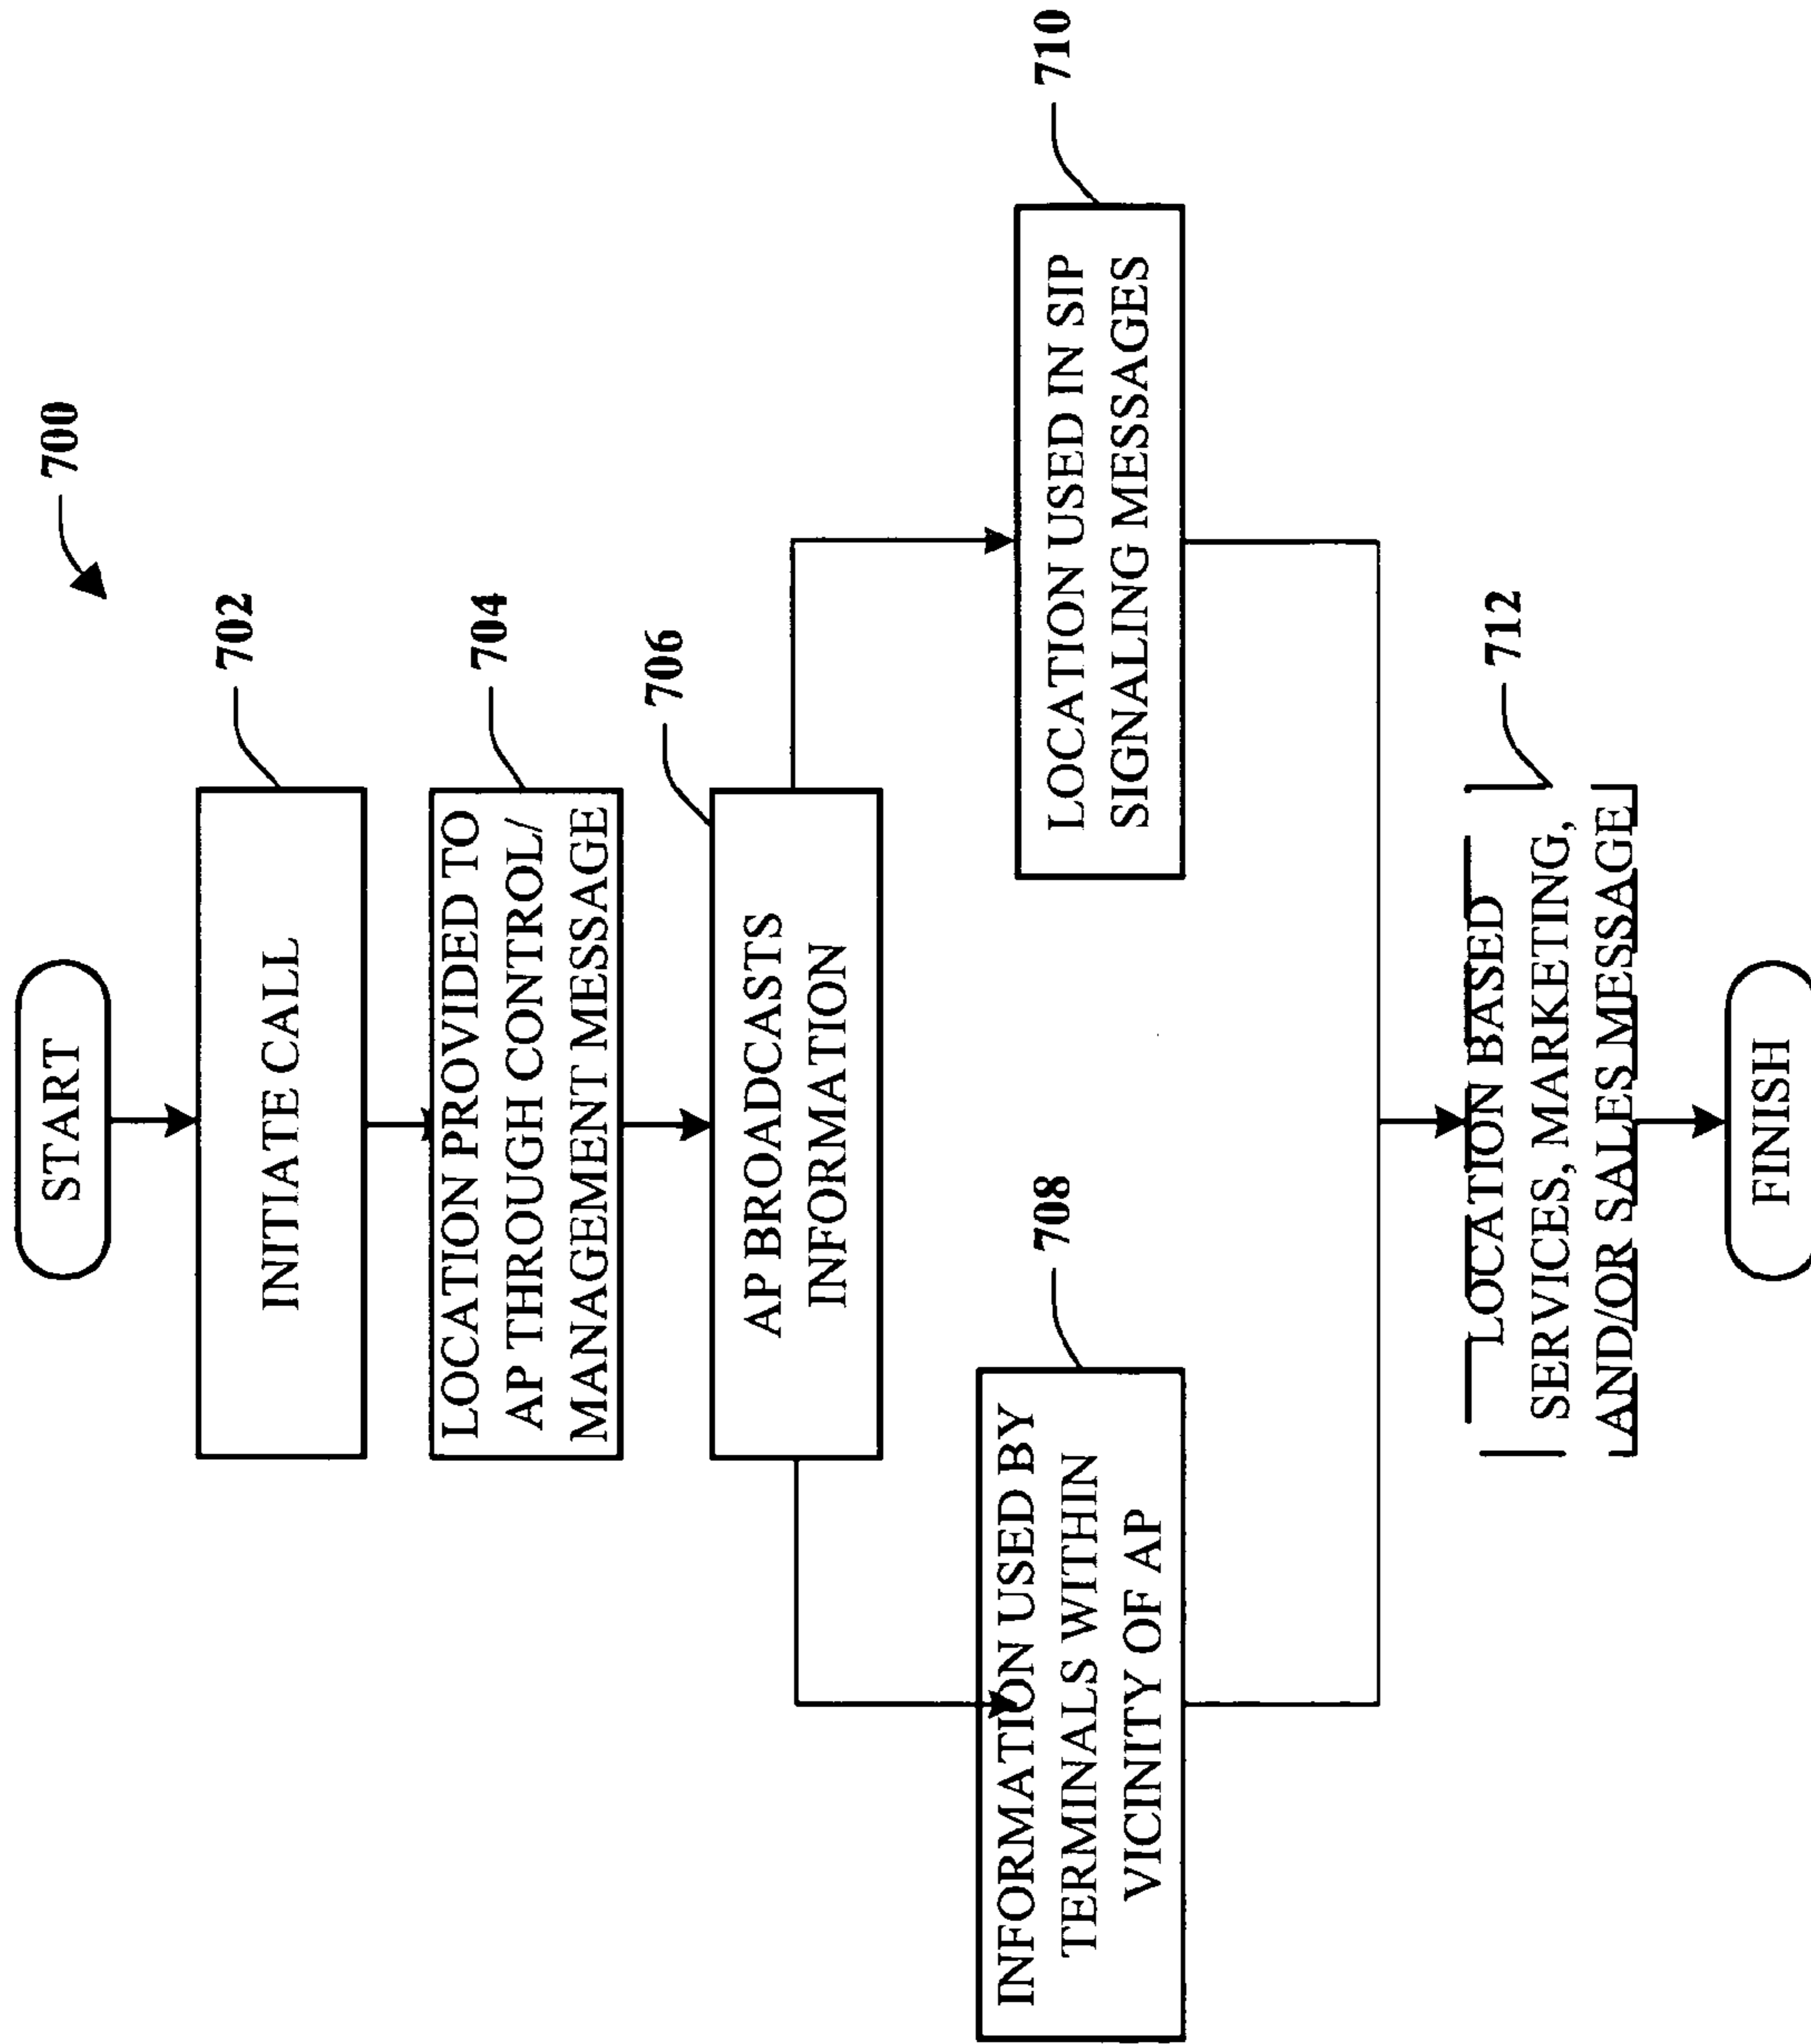 700
START
INITIATE CALL
702
LOCATION PROVIDED TO
AP THROUGH CONTROL/
MANAGEMENT MESSAGE
704
AP BROADCASTS
INFORMATION
706
INFORMATION USED BY
TERMINALS WITHIN
VICINITY OF AP
708
LOCATION USED IN SIP
SIGNALING MESSAGES
710
LOCATION BASED
SERVICES, MARKETING,
AND/OR SALES MESSAGE
712
FINISH